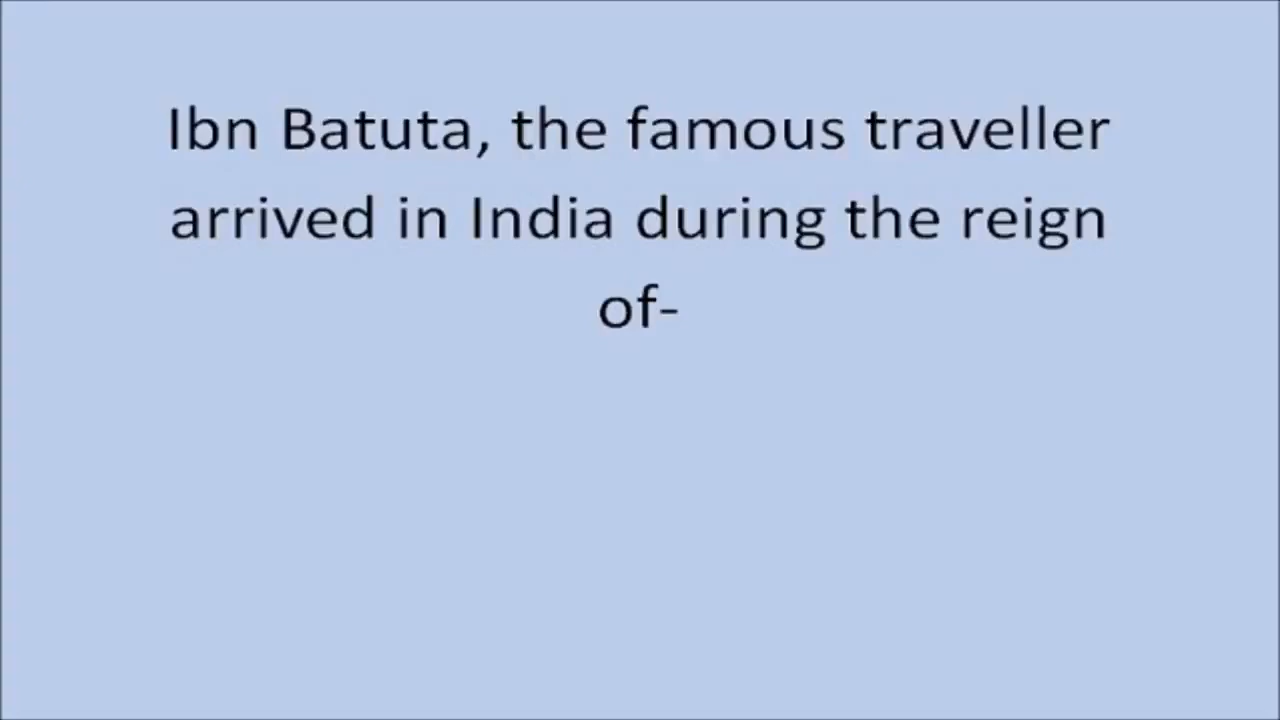 Ibn Batuta, the famous traveller
arrived in India during the reign
of-